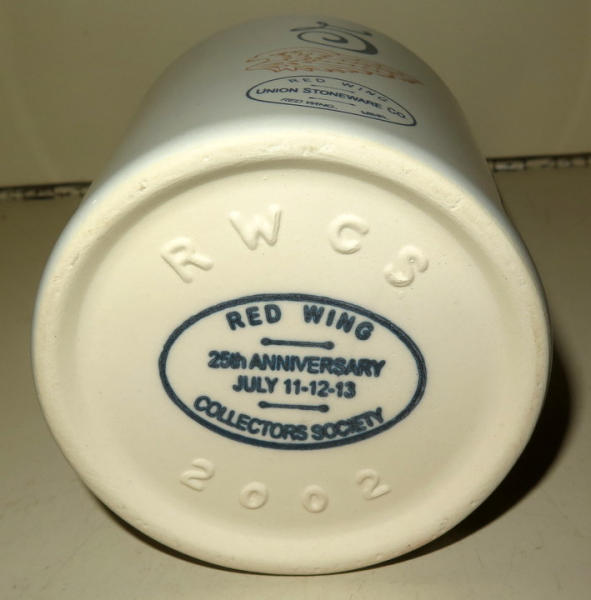 RED WING
UNION STONEWARE CO
RED WING, MINN.
RWCS
RED WING
25th ANNIVERSARY
JULY 11-12-13
COLLECTORS SOCIETY
2002